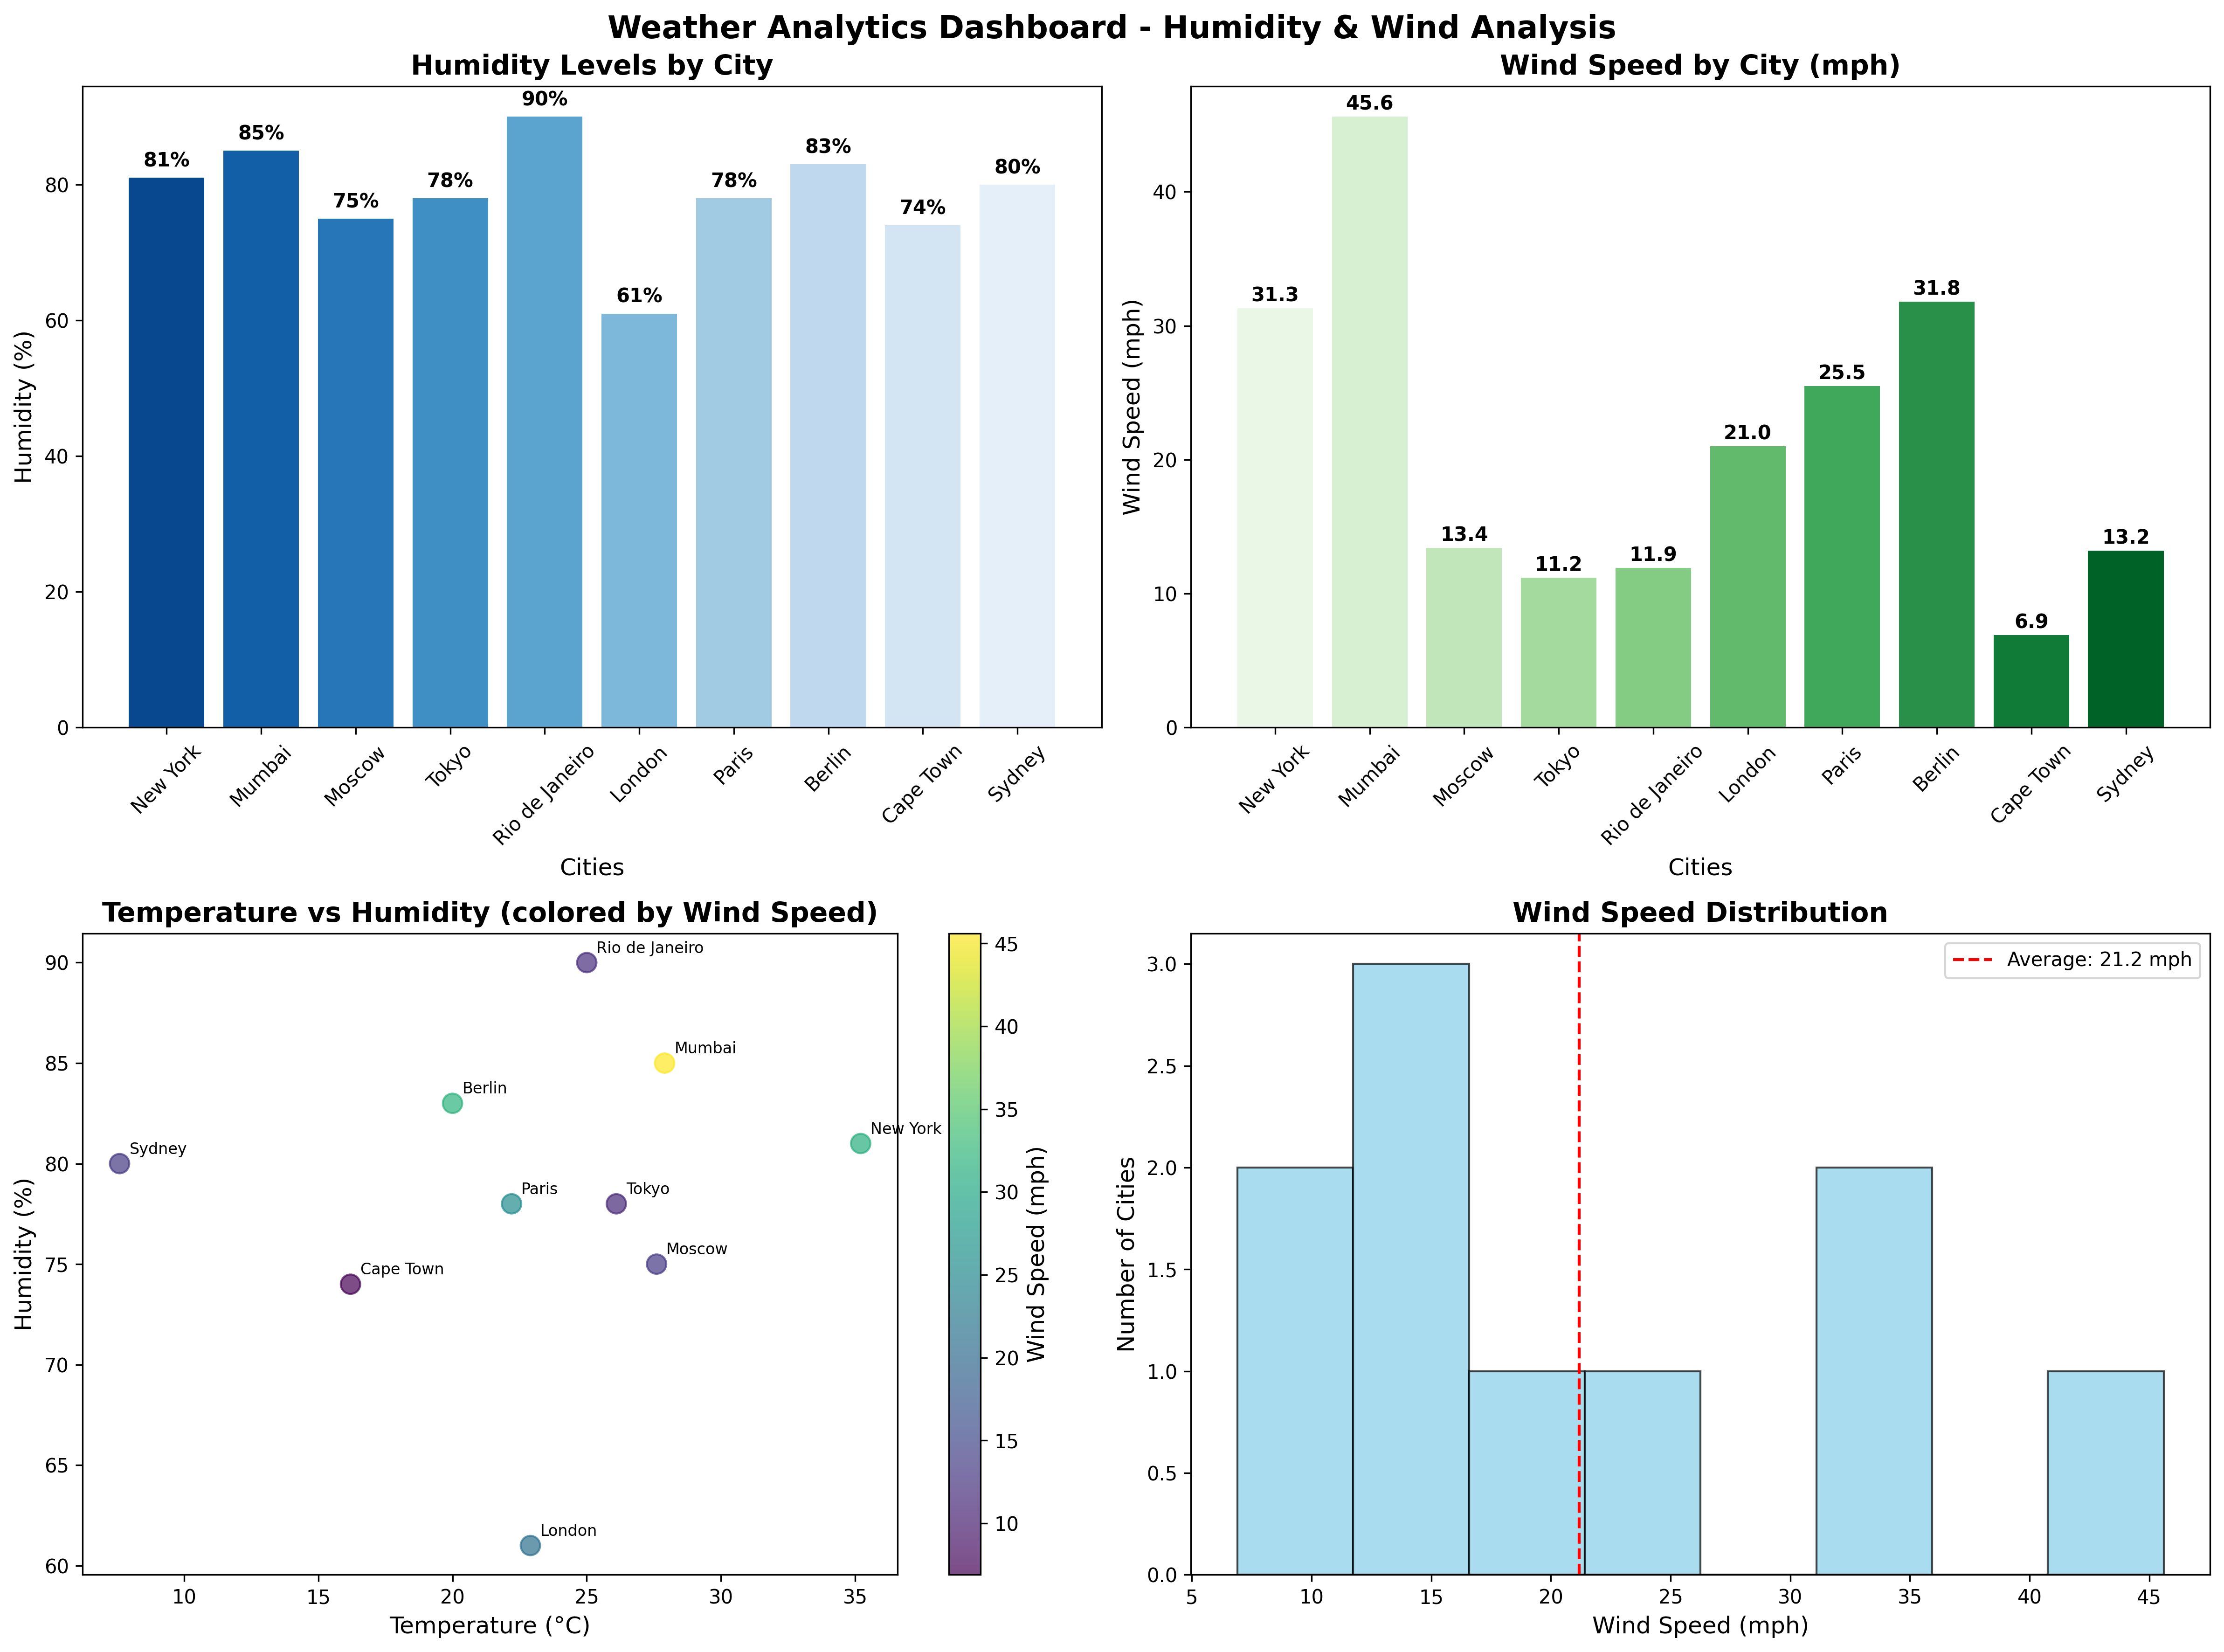 Weather Analytics Dashboard - Humidity & Wind Analysis
Humidity Levels by City
Humidity (%)
80
60
40
20
0
81%
85%
75%
78%
90%
61%
78%
83%
74%
80%
New York
Mumbai
Moscow
Tokyo
Rio de Janeiro
London
Paris
Berlin
Cape Town
Sydney
Cities
Wind Speed by City (mph)
Wind Speed (mph)
40
30
20
10
0
31.3
45.6
13.4
11.2
11.9
21.0
25.5
31.8
6.9
13.2
New York
Mumbai
Moscow
Tokyo
Rio de Janeiro
London
Paris
Berlin
Cape Town
Sydney
Cities
Temperature vs Humidity (colored by Wind Speed)
Humidity (%)
90
85
80
75
70
65
60
Rio de Janeiro
Mumbai
Berlin
New York
Sydney
Paris
Tokyo
Moscow
Cape Town
London
10
15
20
25
30
35
Temperature (°C)
45
40
35
30
25
20
15
10
Wind Speed (mph)
Wind Speed Distribution
Average: 21.2 mph
Number of Cities
3.0
2.5
2.0
1.5
1.0
0.5
0.0
5
10
15
20
25
30
35
40
45
Wind Speed (mph)